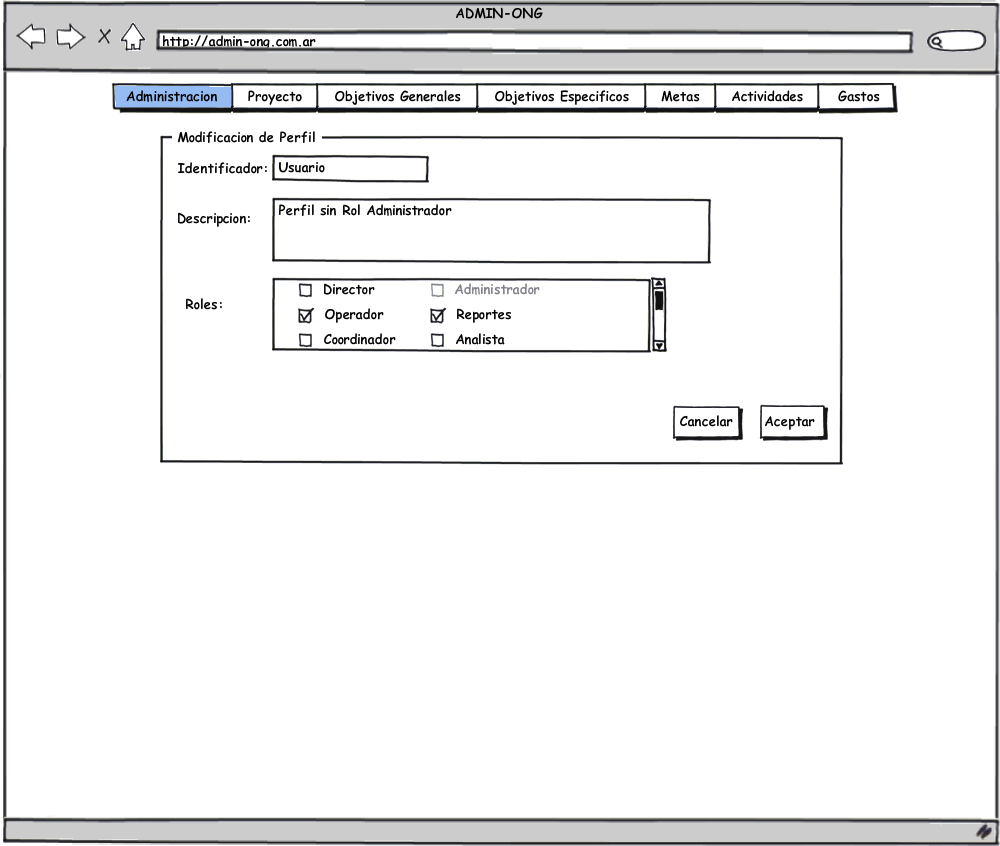 ADMIN-ONG
http://admin-ong.com.ar
Administracion Proyecto Objetivos Generales Objetivos Especificos Metas Actividades Gastos
Modificacion de Perfil
Identificador: Usuario
Descripcion: Perfil sin Rol Administrador
Roles:
Director Administrador
Operador Reportes
Coordinador Analista
Cancelar Aceptar